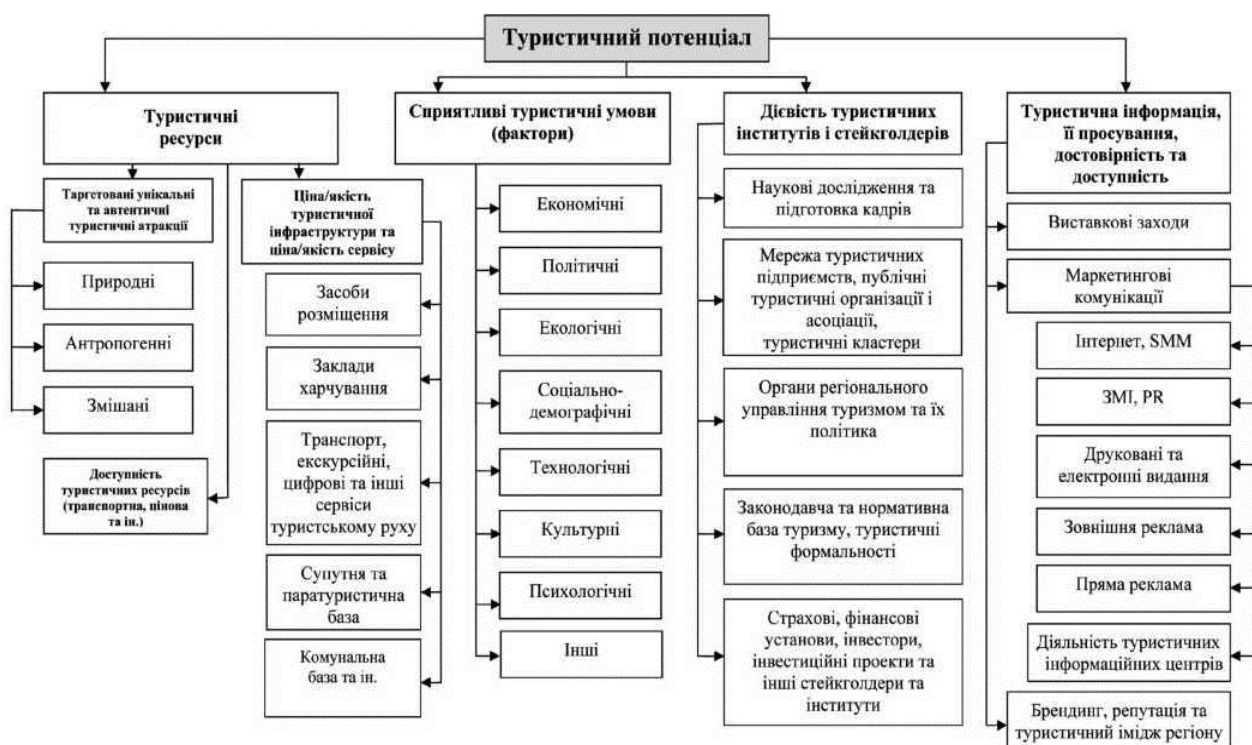 Туристичний потенціал
Туристичні
ресурси
Таргетовані унікальні
та автентичні
туристичні атракції
Природні
Антропогенні
Змішані
Доступність
туристичних ресурсів
(транспортна, цінова
та ін.)
Ціна/якість
туристичної
інфраструктури та
ціна/якість сервісу
Засоби
розміщення
Заклади
харчування
Транспорт,
екскурсійні,
цифрові та інші
сервіси
туристському руху
Супутня та
паратуристична
база
Комунальна
база та ін.
Сприятливі туристичні умови
(фактори)
Економічні
Політичні
Екологічні
Соціально-
демографічні
Технологічні
Культурні
Психологічні
Інші
Дієвість туристичних
інститутів і стейкголдерів
Наукові дослідження та
підготовка кадрів
Мережа туристичних
підприємств, публічні
туристичні організації і
асоціації,
туристичні кластери
Органи регіонального
управління туризмом та їх
політика
Законодавча та нормативна
база туризму, туристичні
формальності
Страхові, фінансові
установи, інвестори,
інвестиційні проекти та
інші стейкголдери та
інститути
Туристична інформація,
її просування,
достовірність та
доступність
Виставкові заходи
Маркетингові
комунікації
Інтернет, SMM
ЗМІ, PR
Друковані та
електронні видання
Зовнішня реклама
Пряма реклама
Діяльність туристичних
інформаційних центрів
Брендинг, репутація та
туристичний імідж регіону